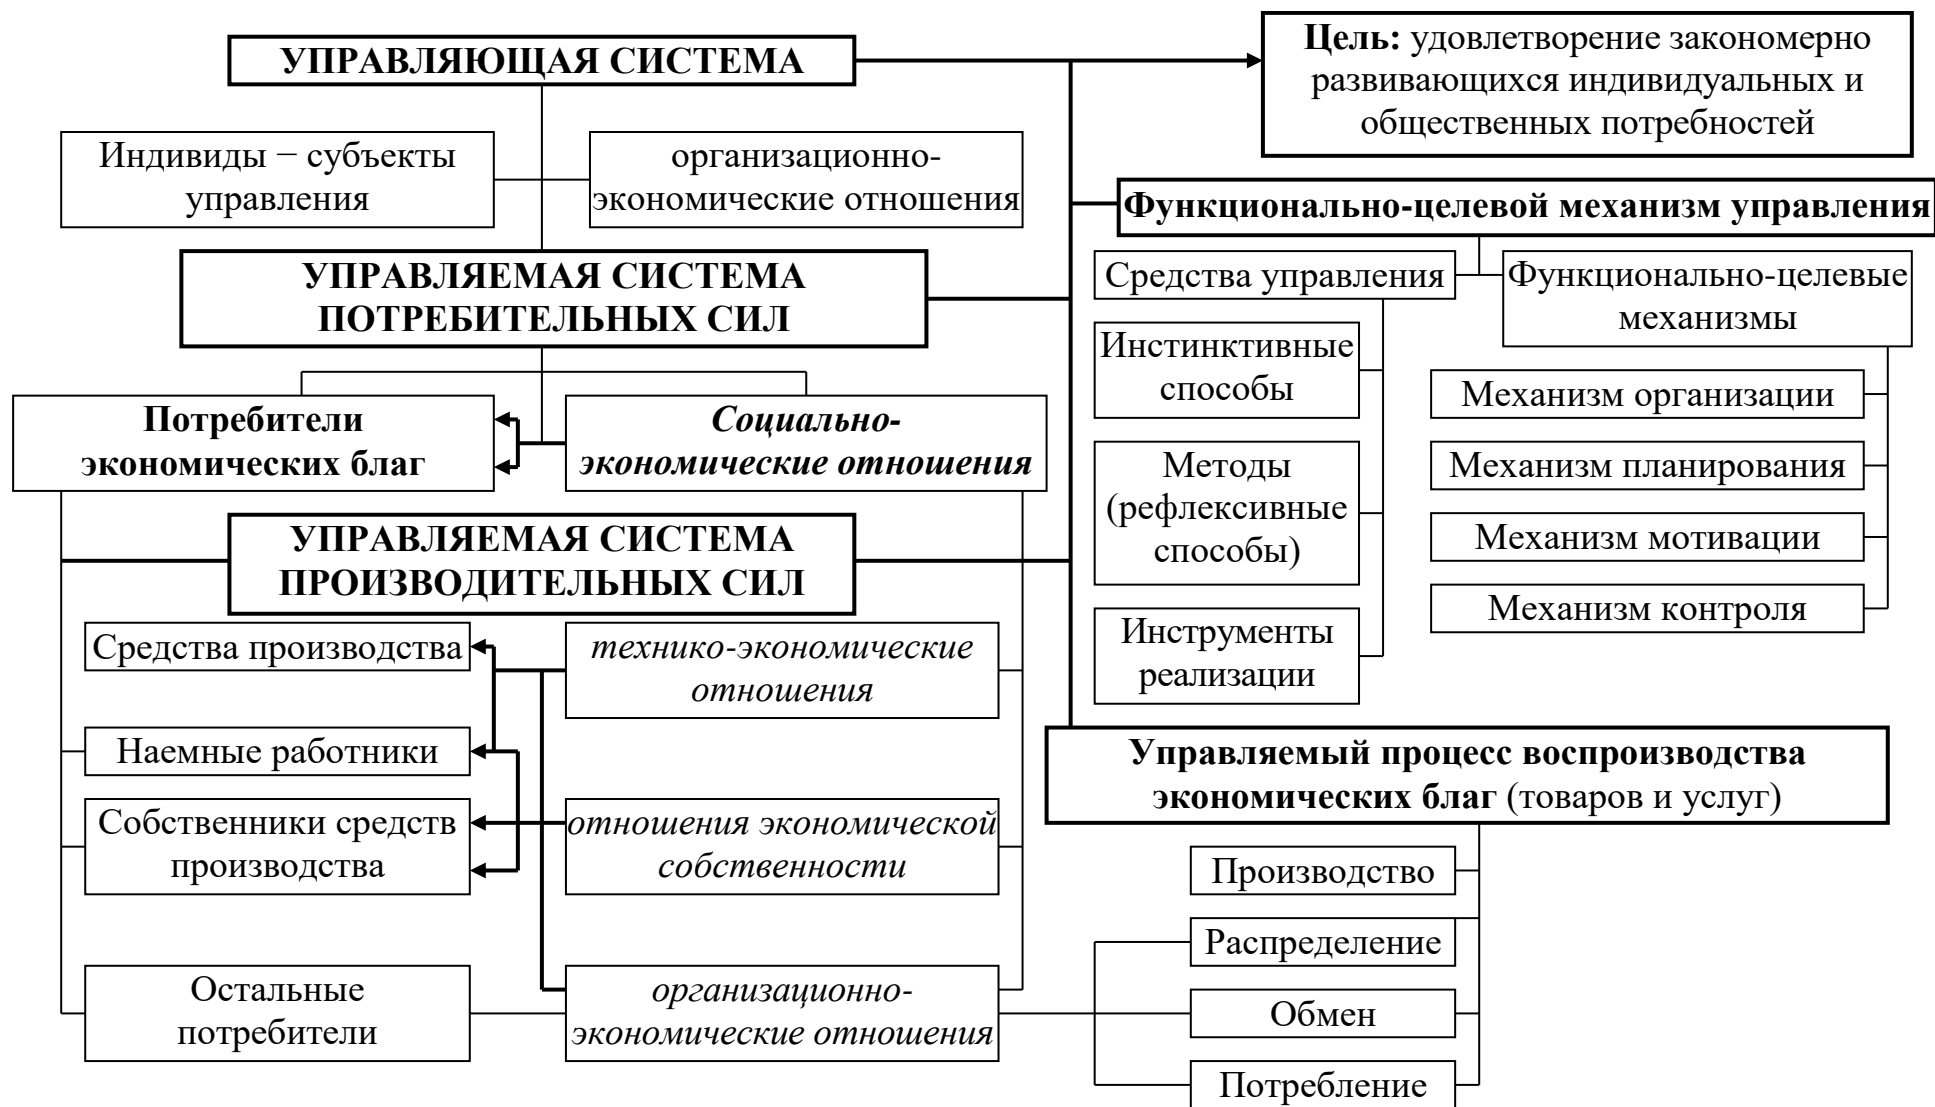 УПРАВЛЯЮЩАЯ СИСТЕМА
Цель: удовлетворение закономерно
развивающихся индивидуальных и
общественных потребностей
Индивиды − субъекты
управления
организационно-
экономические отношения
Функционально-целевой механизм управления
УПРАВЛЯЕМАЯ СИСТЕМА
ПОТРЕБИТЕЛЬНЫХ СИЛ
Средства управления
Функционально-целевые
механизмы
Инстинктивные
способы
Методы
(рефлексивные
способы)
Инструменты
реализации
Механизм организации
Механизм планирования
Механизм мотивации
Механизм контроля
Потребители
экономических благ
Социально-
экономические отношения
УПРАВЛЯЕМАЯ СИСТЕМА
ПРОИЗВОДИТЕЛЬНЫХ СИЛ
Средства производства
технико-экономические
отношения
Наемные работники
Собственники средств
производства
отношения экономической
собственности
Остальные
потребители
организационно-
экономические отношения
Управляемый процесс воспроизводства
экономических благ (товаров и услуг)
Производство
Распределение
Обмен
Потребление